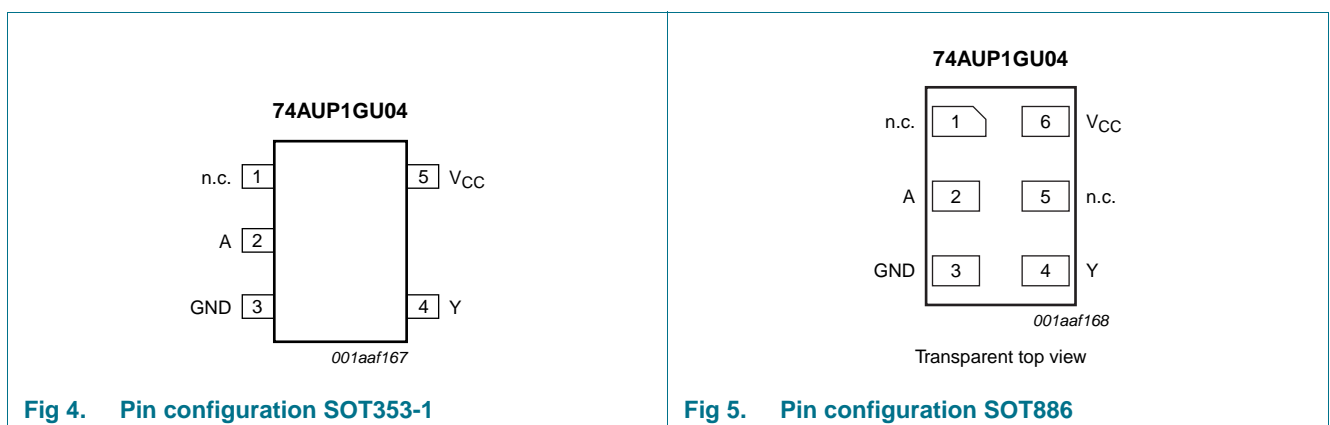 74AUP1GU04
n.c. 1
5 VCC
A 2
GND 3
4 Y
001aaf167
Fig 4. Pin configuration SOT353-1
74AUP1GU04
n.c. 1
6 VCC
A 2
5 n.c.
GND 3
4 Y
001aaf168
Transparent top view
Fig 5. Pin configuration SOT886